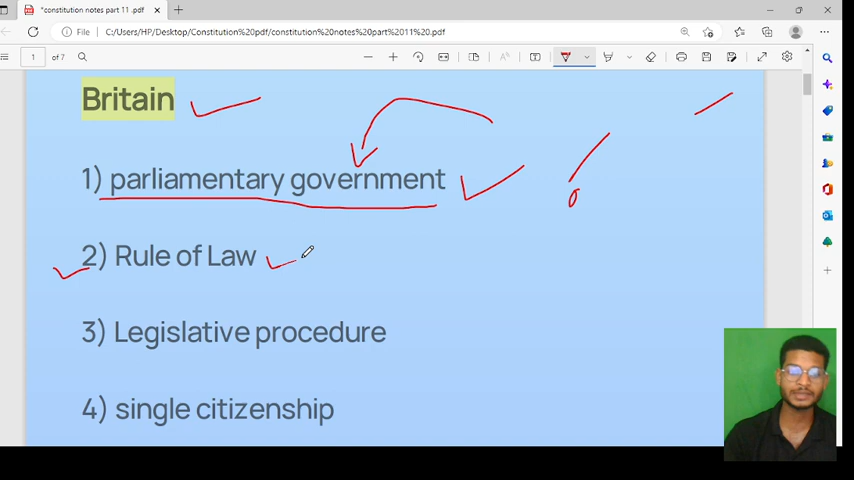 *constitution notes part 11 .pdf
File
C:/Users/HP/Desktop/Constitution%20pdf/constitution%20notes%20part%2011%20.pdf
1 of 7
Britain
1) parliamentary government
2) Rule of Law
3) Legislative procedure
4) single citizenship